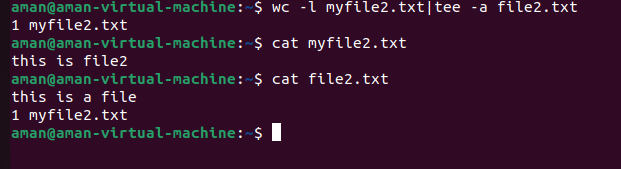 aman@aman-virtual-machine:~$ wc -l myfile2.txt|tee -a file2.txt
1 myfile2.txt
aman@aman-virtual-machine:~$ cat myfile2.txt
this is file2
aman@aman-virtual-machine:~$ cat file2.txt
this is a file
1 myfile2.txt
aman@aman-virtual-machine:~$